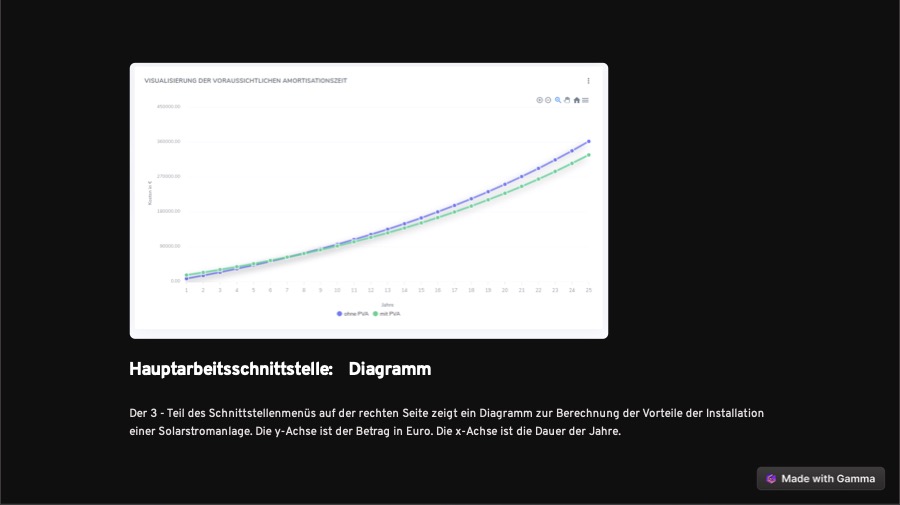 VISUALISIERUNG DER VORAUSSICHTLICHEN AMORTISATIONSZEIT
450000.00
360000.00
270000.00
180000.00
90000.00
0.00
Kosten in €
1 2 3 4 5 6 7 8 9 10 11 12 13 14 15 16 17 18 19 20 21 22 23 24 25
Jahre
ohne PVA mit PVA
Hauptarbeitsschnittstelle: Diagramm
Der 3 - Teil des Schnittstellenmenüs auf der rechten Seite zeigt ein Diagramm zur Berechnung der Vorteile der Installation
einer Solarstromanlage. Die y-Achse ist der Betrag in Euro. Die x-Achse ist die Dauer der Jahre.
Made with Gamma